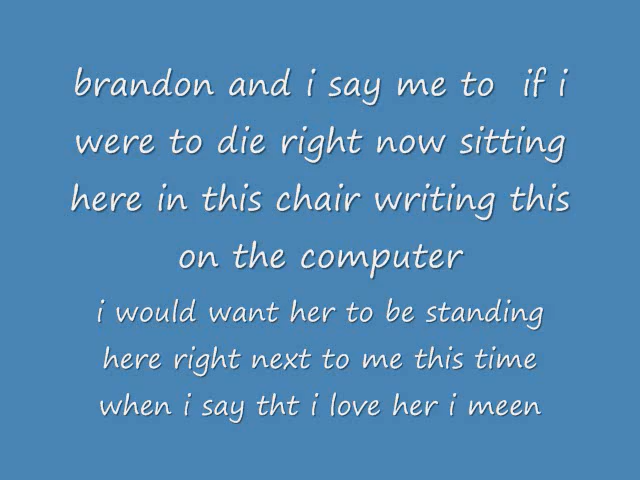 brandon and i say me to  if i
were to die right now sitting
here in this chair writing this
on the computer
i would want her to be standing
here right next to me this time
when i say tht i love her i meen